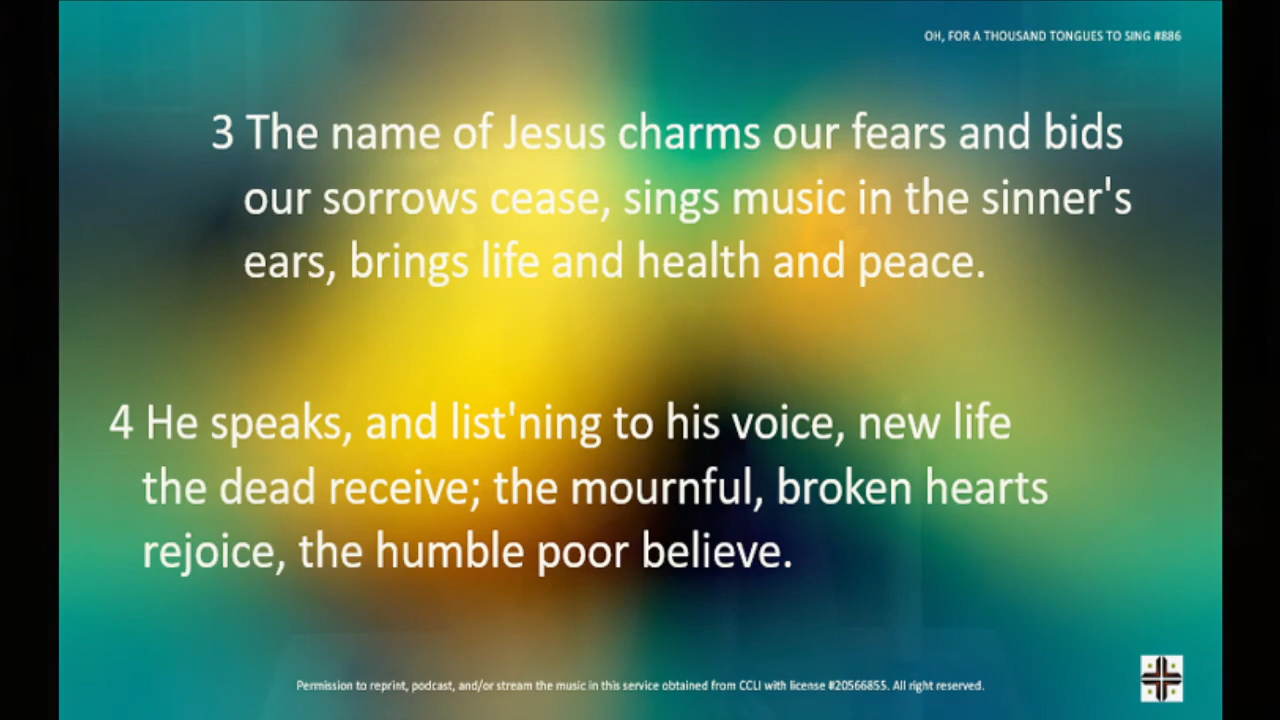 OH, FOR A THOUSAND TONGUES TO SING #886
3 The name of Jesus charms our fears and bids
our sorrows cease, sings music in the sinner's
ears, brings life and health and peace.
4 He speaks, and list'ning to his voice, new life
the dead receive; the mournful, broken hearts
rejoice, the humble poor believe.
Permission to reprint, podcast, and/or stream the music in this service obtained from CCLI with license #20566855. All right reserved.